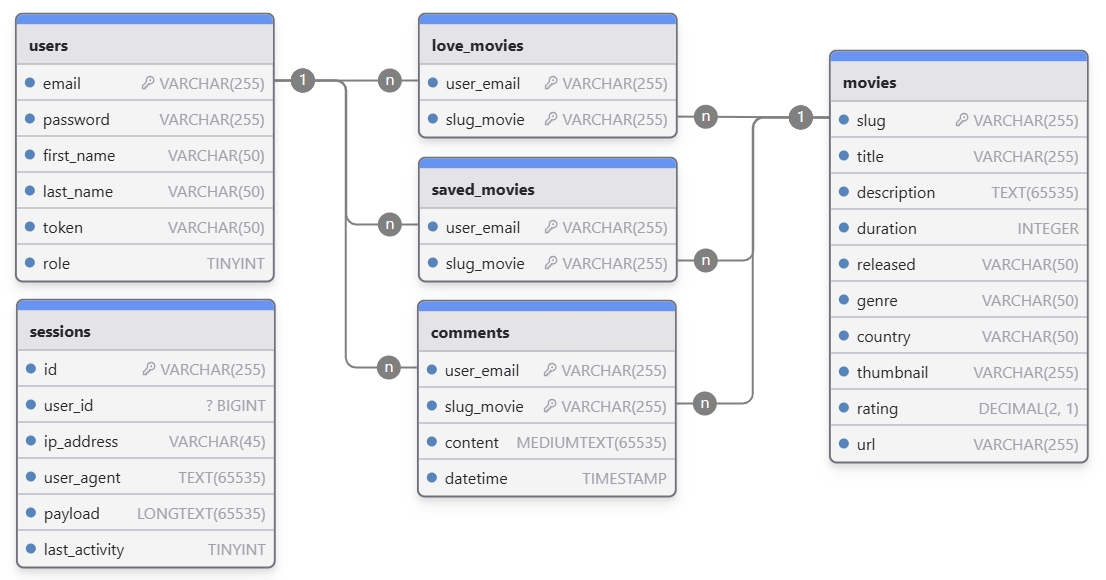 users
email VARCHAR(255)
password VARCHAR(255)
first_name VARCHAR(50)
last_name VARCHAR(50)
token VARCHAR(50)
role TINYINT
sessions
id VARCHAR(255)
user_id ? BIGINT
ip_address VARCHAR(45)
user_agent TEXT(65535)
payload LONGTEXT(65535)
last_activity TINYINT
1
n
n
n
love_movies
user_email VARCHAR(255)
slug_movie VARCHAR(255)
saved_movies
user_email VARCHAR(255)
slug_movie VARCHAR(255)
comments
user_email VARCHAR(255)
slug_movie VARCHAR(255)
content MEDIUMTEXT(65535)
datetime TIMESTAMP
n
n
n
1
movies
slug VARCHAR(255)
title VARCHAR(255)
description TEXT(65535)
duration INTEGER
released VARCHAR(50)
genre VARCHAR(50)
country VARCHAR(50)
thumbnail VARCHAR(255)
rating DECIMAL(2, 1)
url VARCHAR(255)